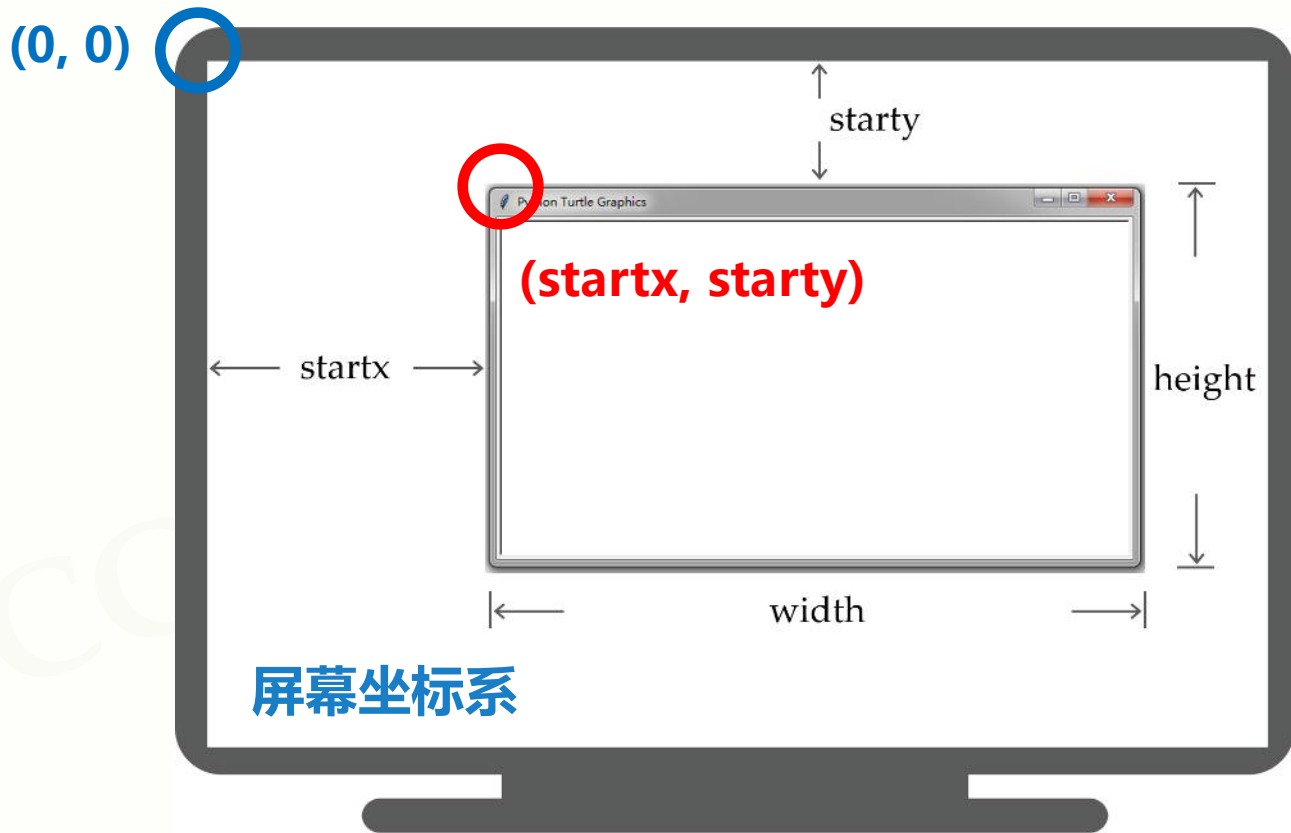 (0, 0)
starty
Python Turtle Graphics
(startx, starty)
startx
height
width
屏幕坐标系